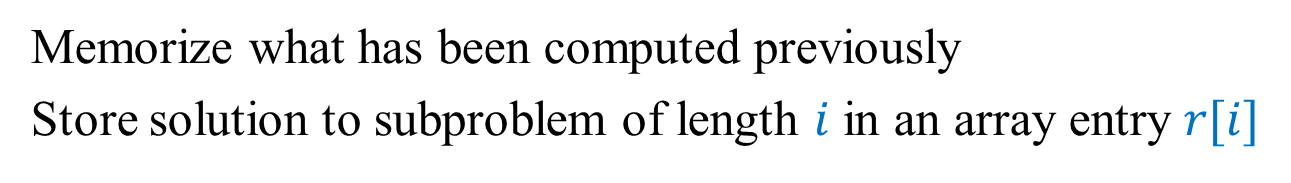 Memorize what has been computed previously
Store solution to subproblem of length i in an array entry r[i]